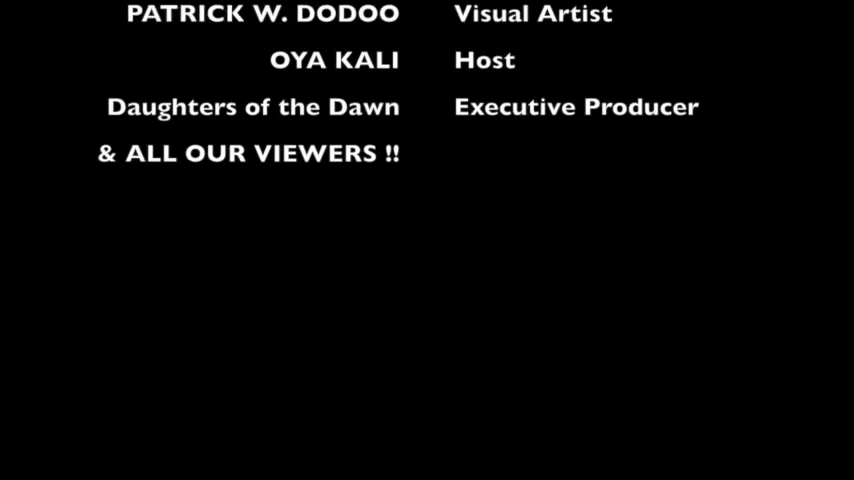 PATRICK W. DODOO Visual Artist
OYA KALI Host
Daughters of the Dawn Executive Producer
& ALL OUR VIEWERS !!